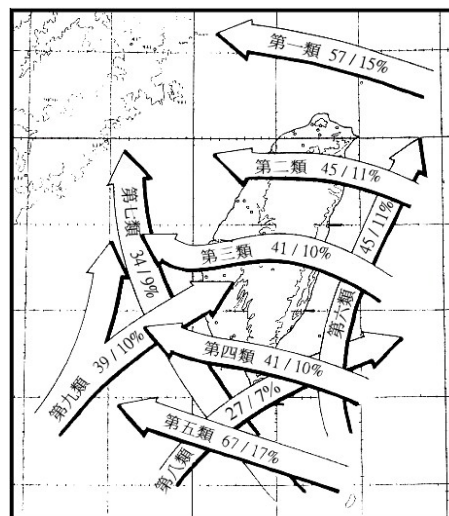 第一類 57 / 15%
第二類 45 / 11%
第七類 34 / 9%
第三類 41 / 10%
第六類 45 / 11%
第四類 41 / 10%
第九類 39 / 10%
第五類 67 / 17%
第八類 27 / 7%